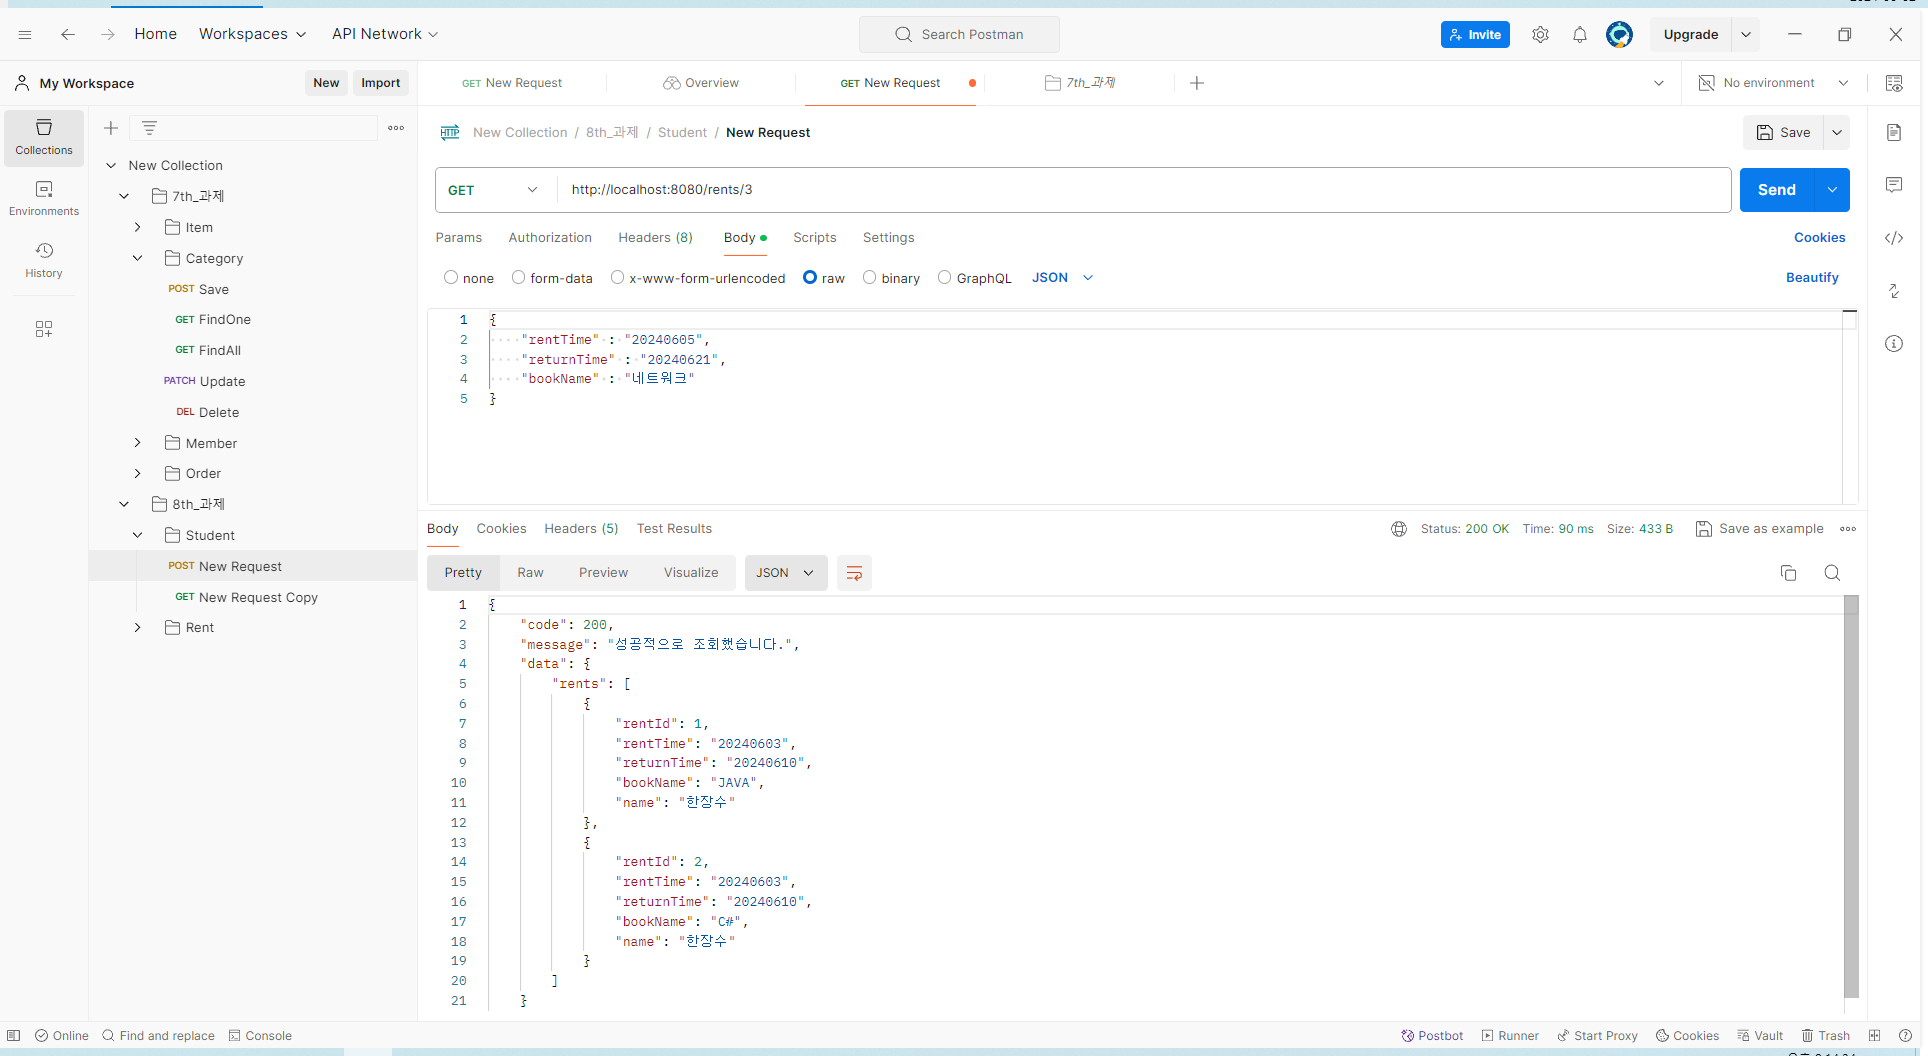 Home Workspaces API Network Search Postman Invite Upgrade
My Workspace New Import
GET New Request Overview GET New Request 7th_과제 No environment
Collections
Environments
History
New Collection
7th_과제
Item
Category
POST Save
GET FindOne
GET FindAll
PATCH Update
DEL Delete
Member
Order
8th_과제
Student
POST New Request
GET New Request Copy
Rent
HTTP New Collection / 8th_과제 / Student / New Request Save
GET http://localhost:8080/rents/3 Send
Params Authorization Headers (8) Body Scripts Settings Cookies
none form-data x-www-form-urlencoded raw binary GraphQL JSON Beautify
1 {
2 "rentTime" : "20240605",
3 "returnTime" : "20240621",
4 "bookName" : "네트워크"
5 }
Body Cookies Headers (5) Test Results Status: 200 OK Time: 90 ms Size: 433 B Save as example
Pretty Raw Preview Visualize JSON
1 {
2 "code": 200,
3 "message": "성공적으로 조회했습니다.",
4 "data": {
5 "rents": [
6 {
7 "rentId": 1,
8 "rentTime": "20240603",
9 "returnTime": "20240610",
10 "bookName": "JAVA",
11 "name": "한장수"
12 },
13 {
14 "rentId": 2,
15 "rentTime": "20240603",
16 "returnTime": "20240610",
17 "bookName": "C#",
18 "name": "한장수"
19 }
20 ]
21 }
Online Find and replace Console Postbot Runner Start Proxy Cookies Vault Trash